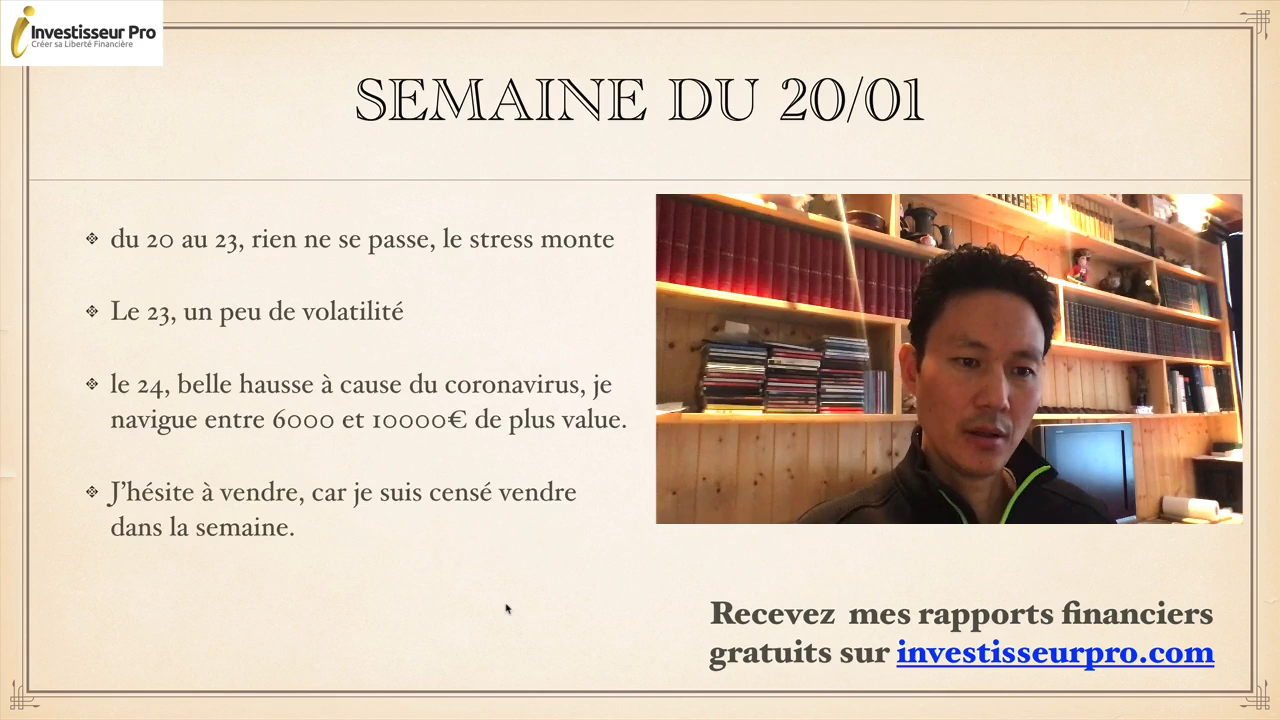 Investisseur Pro
Créer sa Liberté Financière
SEMAINE DU 20/01
du 20 au 23, rien ne se passe, le stress monte
Le 23, un peu de volatilité
le 24, belle hausse à cause du coronavirus, je
navigue entre 6000 et 10000€ de plus value.
J'hésite à vendre, car je suis censé vendre
dans la semaine.
Recevez mes rapports financiers
gratuits sur investisseurpro.com